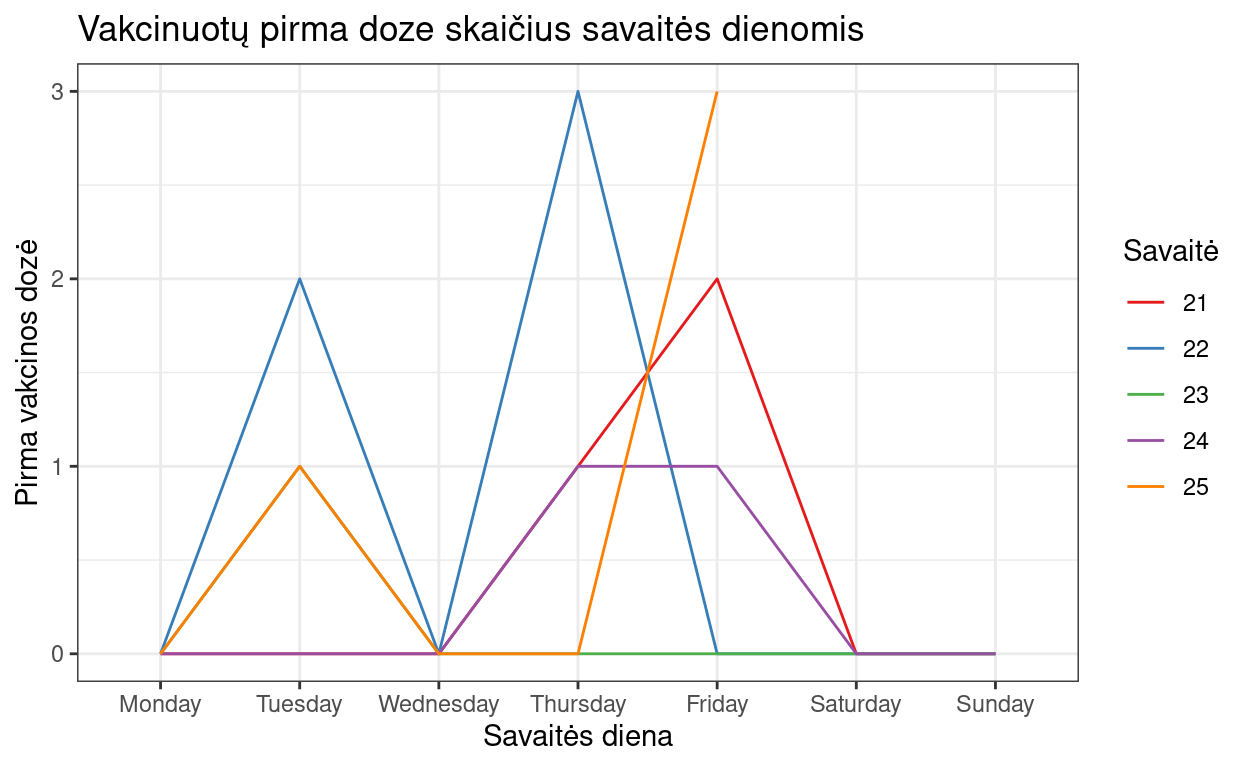 Vakcinuotų pirma doze skaičius savaitės dienomis
Pirma vakcinos dozė
3
2
1
0
Monday Tuesday Wednesday Thursday Friday Saturday Sunday
Savaitės diena
Savaitė
21
22
23
24
25